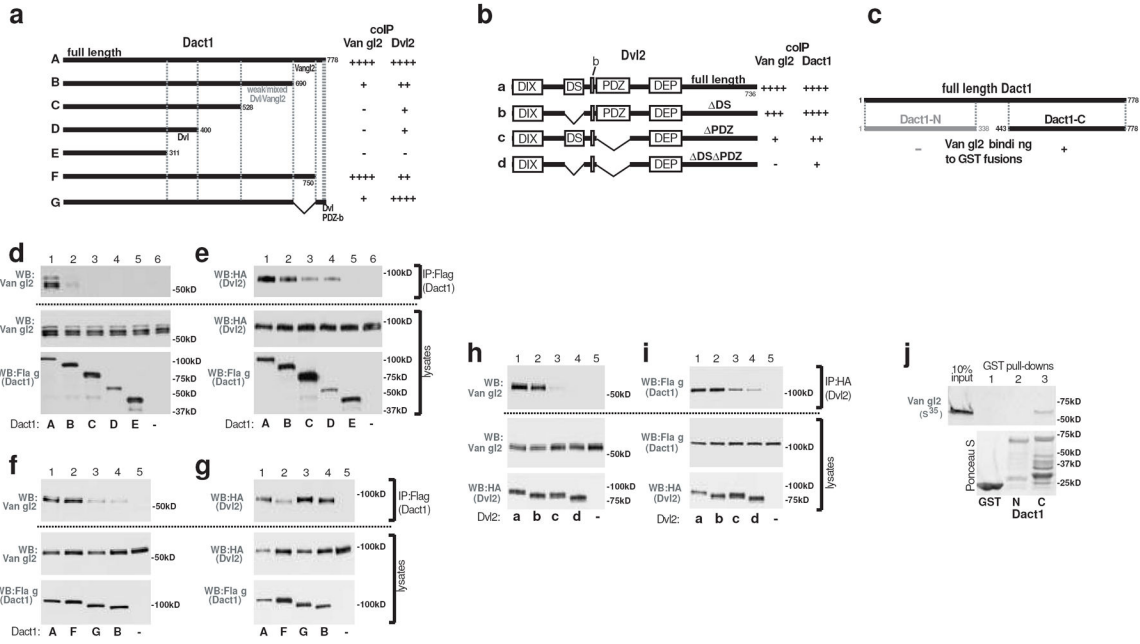 a
Dact1
coIP
Van gl2 Dvl2
A full length 778 ++++ ++++
Vangl2
B 690 + ++
weak/mixed
Dvl/Vangl2
C 528 - +
D 400 - +
Dvl
E 311 - -
F 750 ++++ ++
G + ++++
Dvl
PDZ-b
b
b
Dvl2
coIP
Van gl2 Dact1
a DIX DS PDZ DEP full length 736 ++++ ++++
b DIX PDZ DEP ΔDS +++ ++++
c DIX DS DEP ΔPDZ + ++
d DIX DEP ΔDSΔPDZ - +
c
full length Dact1
1 778
Dact1-N Dact1-C
1 338 443 778
– Van gl2 binding +
to GST fusions
d
1 2 3 4 5 6
WB:
Van gl2
-50kD
WB:
Van gl2
-50kD
WB:Fla g
(Dact1)
-100kD
-75kD
-50kD
-37kD
Dact1: A B C D E -
e
1 2 3 4 5 6
WB:HA
(Dvl2)
-100kD
IP:Flag
(Dact1)
WB:HA
(Dvl2)
-100kD
WB:Fla g
(Dact1)
-100kD
-75kD
-50kD
-37kD
lysates
Dact1: A B C D E -
f
1 2 3 4 5
WB:
Van gl2
-50kD
WB:
Van gl2
-50kD
WB:Fla g
(Dact1)
-100kD
Dact1: A F G B -
g
1 2 3 4 5
WB:HA
(Dvl2)
-100kD
IP:Flag
(Dact1)
WB:HA
(Dvl2)
-100kD
WB:Fla g
(Dact1)
-100kD
lysates
A F G B -
h
1 2 3 4 5
WB:
Van gl2
-50kD
WB:
Van gl2
-50kD
WB:HA
(Dvl2)
-100kD
-75kD
Dvl2: a b c d -
i
1 2 3 4 5
WB:Fla g
(Dact1)
-100kD
IP:HA
(Dvl2)
WB:Fla g
(Dact1)
-100kD
WB:HA
(Dvl2)
-100kD
-75kD
lysates
Dvl2: a b c d -
j
10%
input
GST pull-downs
1 2 3
Van gl2
(S35)
-75kD
-50kD
Ponceau S
-75kD
-50kD
-37kD
-25kD
GST N C
Dact1